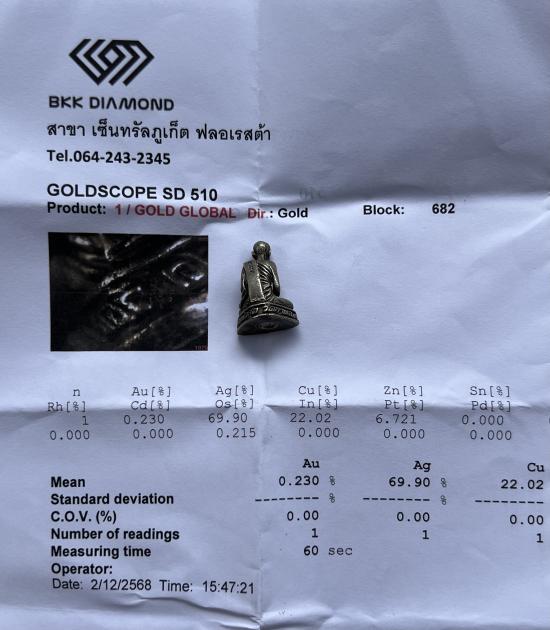 BKK DIAMOND
สาขา เซ็นทรัลภูเก็ต ฟลอเรสต้า
Tel.064-243-2345
GOLDSCOPE SD 510
Product: 1 / GOLD GLOBAL Dir.: Gold Block: 682
n Au[%] Ag[%] Cu[%] Zn[%] Sn[%]
Rh[%] Cd[%] Os[%] In[%] Pt[%] Pd[%]
1 0.230 69.90 22.02 6.721 0.000
0.000 0.000 0.215 0.000 0.000 0.000
Au Ag Cu
Mean 0.230 % 69.90 % 22.02
Standard deviation -------- % -------- % --------
C.O.V. (%) 0.00 0.00 0.00
Number of readings 1 1 1
Measuring time 60 sec
Operator:
Date: 2/12/2568 Time: 15:47:21